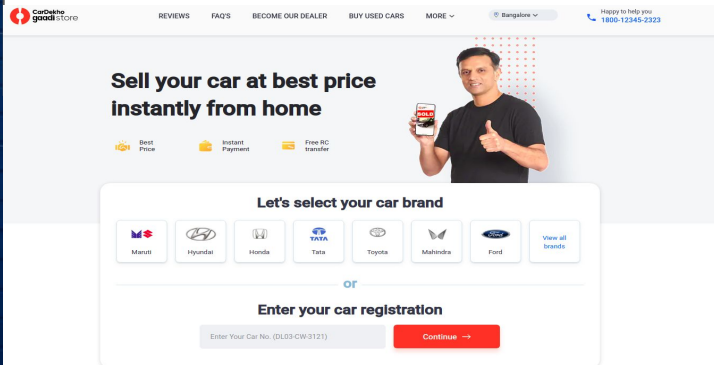 CarDekho
gaadi store
REVIEWS
FAQ'S
BECOME OUR DEALER
BUY USED CARS
MORE
Bangalore
Happy to help you
1800-12345-2323
Sell your car at best price
instantly from home
SOLD
Best
Price
Instant
Payment
Free RC
transfer
Let's select your car brand
TATA
Ford
Maruti
Hyundai
Honda
Tata
Toyota
Mahindra
Ford
View all
brands
or
Enter your car registration
Enter Your Car No. (DL03-CW-3121)
Continue →